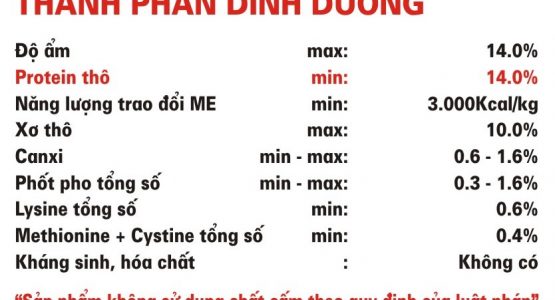 THÀNH PHẦN DINH DƯỠNG
Độ ẩm max: 14.0%
Protein thô min: 14.0%
Năng lượng trao đổi ME min: 3.000Kcal/kg
Xơ thô max: 10.0%
Canxi min - max: 0.6 - 1.6%
Phốt pho tổng số min - max: 0.3 - 1.6%
Lysine tổng số min: 0.6%
Methionine + Cystine tổng số min: 0.4%
Kháng sinh, hóa chất : Không có
“Sản phẩm không sử dụng chất cấm theo quy định của luật pháp”